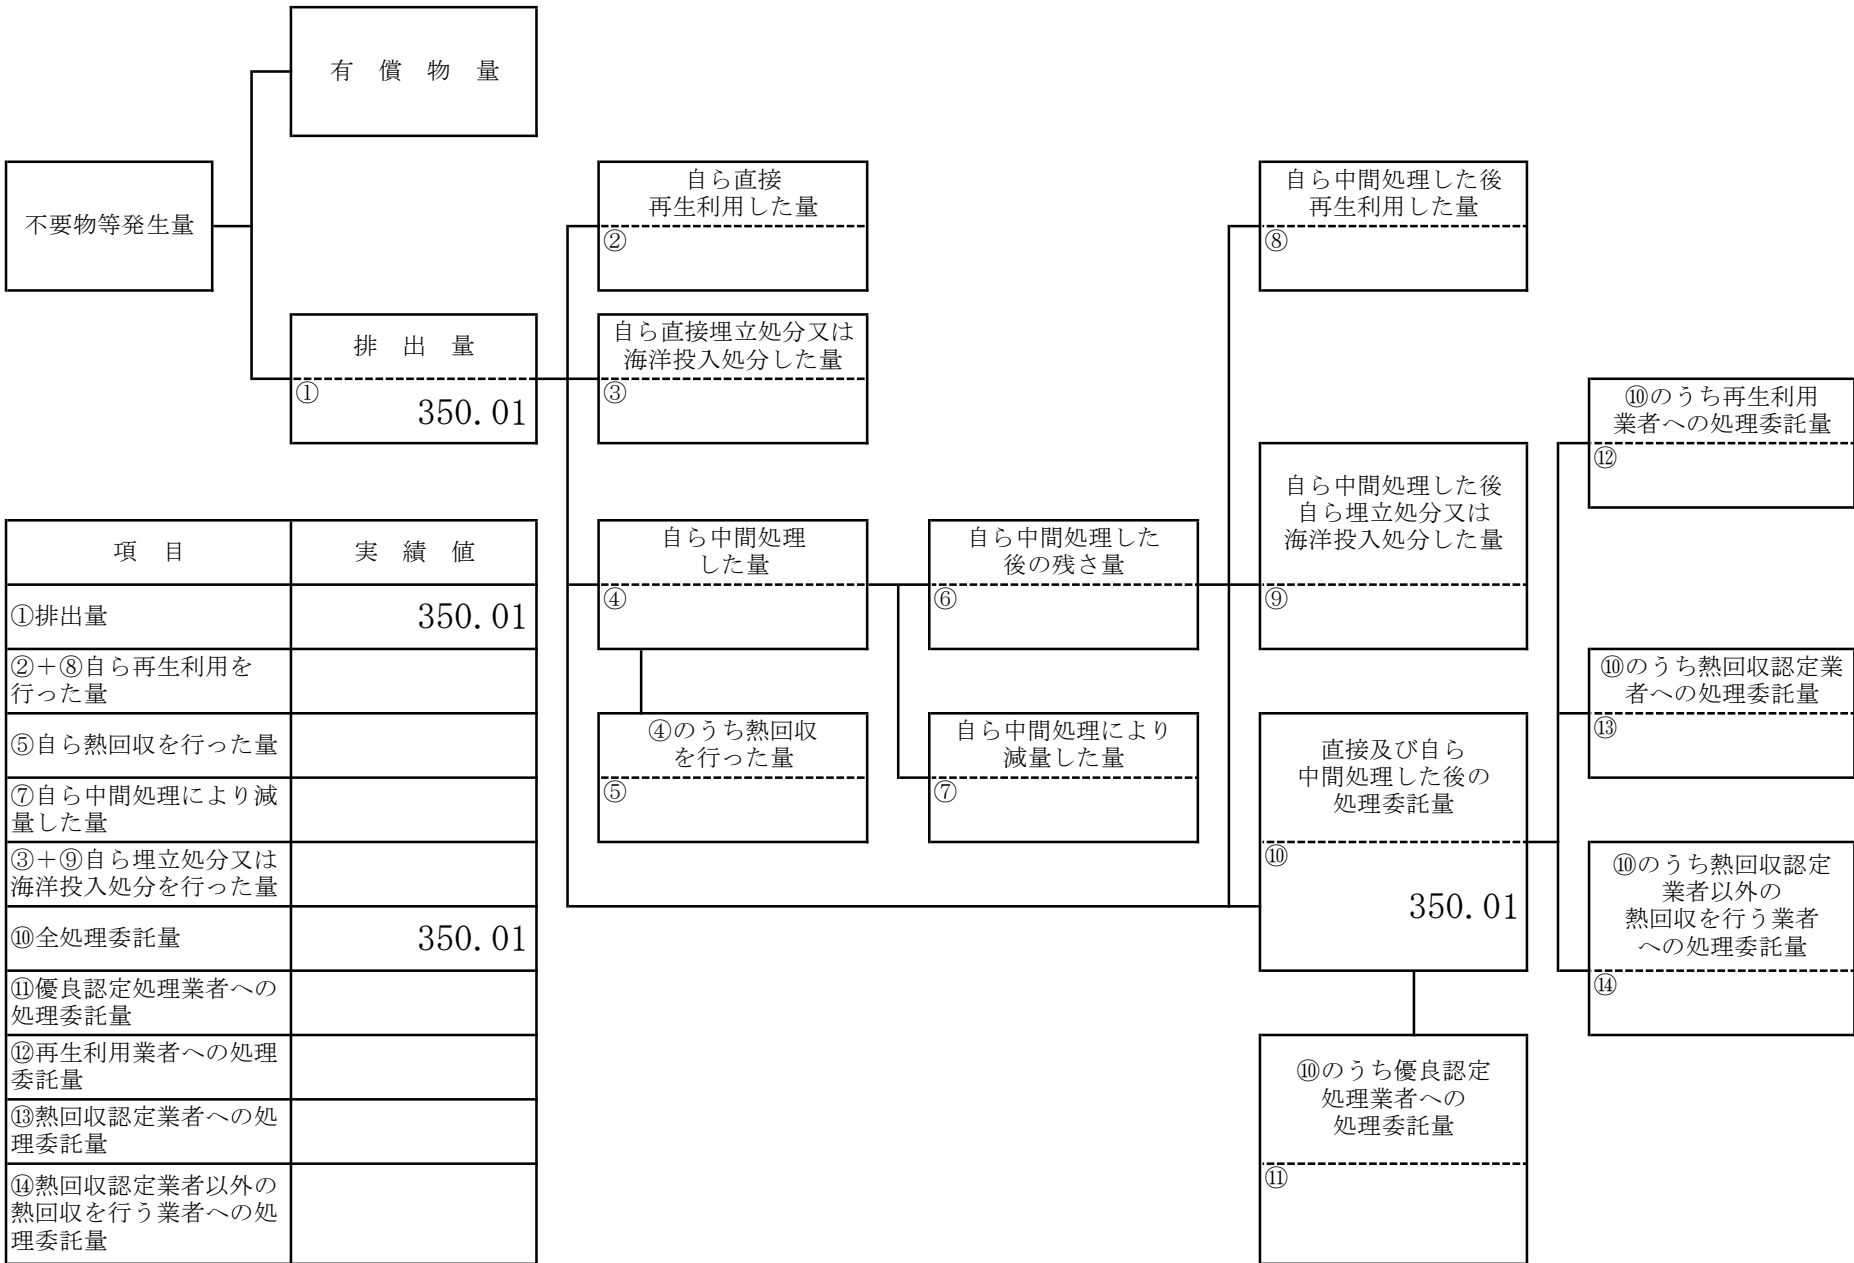 有 償 物 量
不要物等発生量
排 出 量
①
350.01
自ら直接
再生利用した量
②
自ら直接埋立処分又は
海洋投入処分した量
③
自ら中間処理
した量
④
④のうち熱回収
を行った量
⑤
自ら中間処理した
後の残さ量
⑥
自ら中間処理により
減量した量
⑦
自ら中間処理した後
再生利用した量
⑧
自ら中間処理した後
自ら埋立処分又は
海洋投入処分した量
⑨
直接及び自ら
中間処理した後の
処理委託量
⑩
350.01
⑩のうち優良認定
処理業者への
処理委託量
⑪
⑩のうち再生利用
業者への処理委託量
⑫
⑩のうち熱回収認定業
者への処理委託量
⑬
⑩のうち熱回収認定
業者以外の
熱回収を行う業者
への処理委託量
⑭
項 目 実 績 値
①排出量 350.01
②+⑧自ら再生利用を
行った量
⑤自ら熱回収を行った量
⑦自ら中間処理により減
量した量
③+⑨自ら埋立処分又は
海洋投入処分を行った量
⑩全処理委託量 350.01
⑪優良認定処理業者への
処理委託量
⑫再生利用業者への処理
委託量
⑬熱回収認定業者への処
理委託量
⑭熱回収認定業者以外の
熱回収を行う業者への処
理委託量